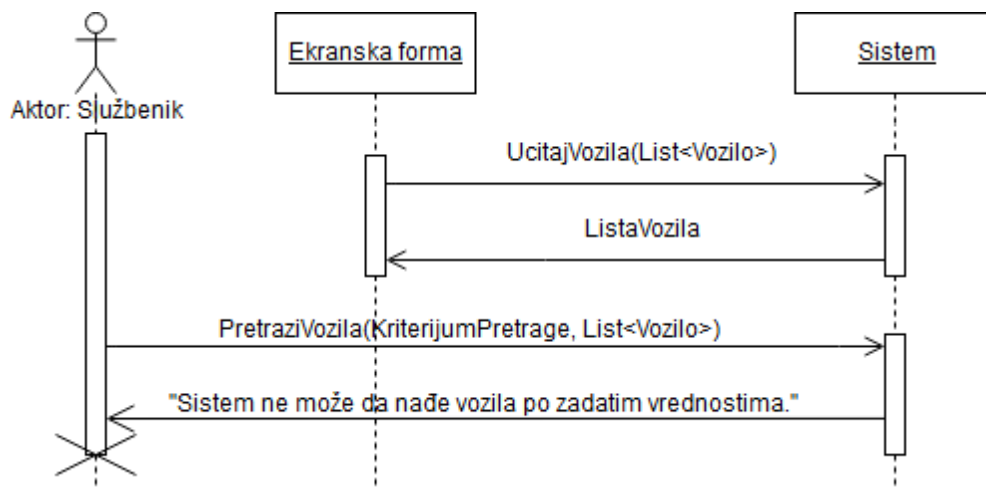 Ekranska forma
Sistem
Aktor: Službenik
UcitajVozila(List<Vozilo>)
ListaVozila
PretraziVozila(KriterijumPretrage, List<Vozilo>)
"Sistem ne može da nađe vozila po zadatim vrednostima."